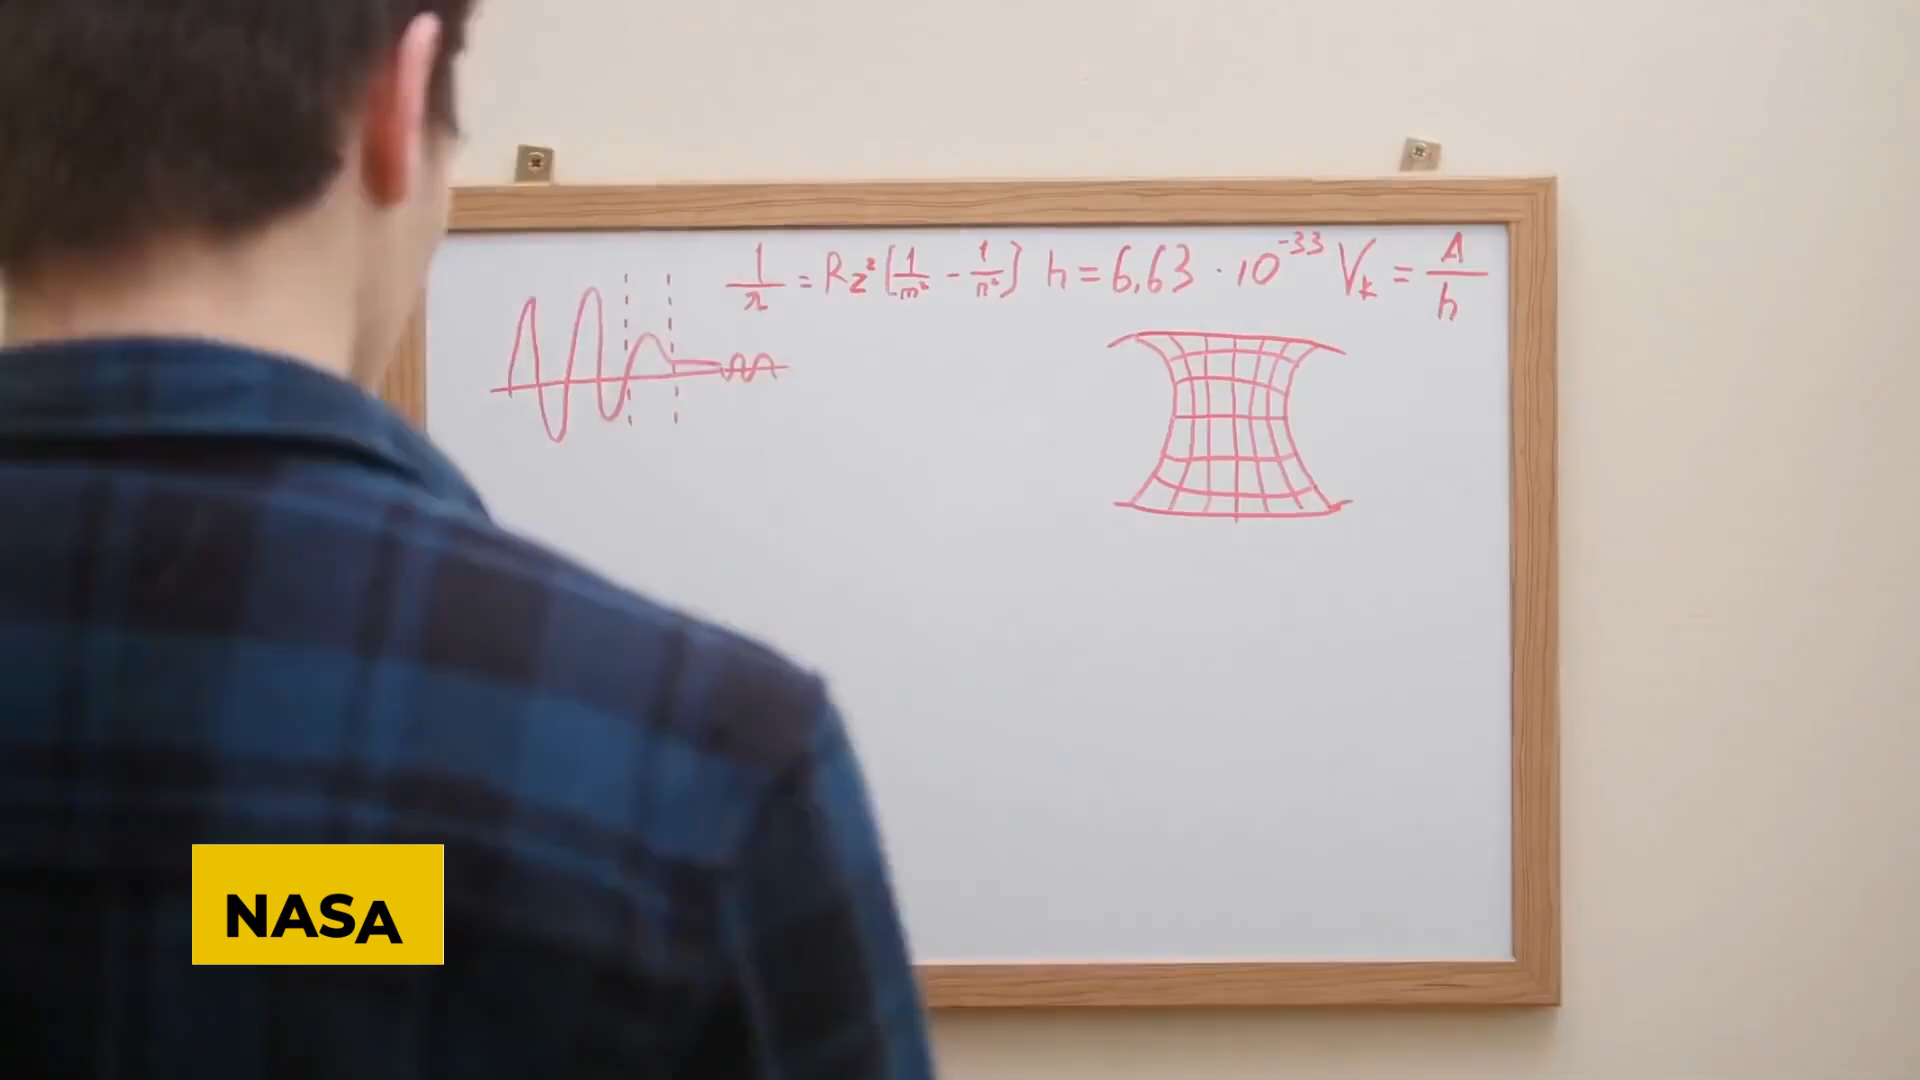 1/λ = Rz²[1/m² - 1/n²] h = 6,63 · 10⁻³³ Vₖ = A/h
NASA